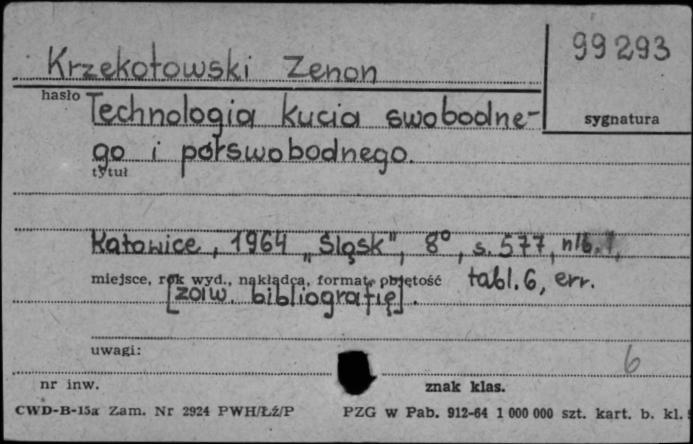 99293
Krzekotowski Zenon
hasło
sygnatura
Technologia kucia swobodne-
go i półswobodnego.
tytuł
Katowice, 1964 „Śląsk", 8°, s. 577, nlb. 1,
miejsce, rok wyd., nakładca, format, objętość tabl. 6, err.
[zaw. bibliografię].
uwagi:
6
nr inw.
znak klas.
CWD-B-15a Zam. Nr 2924 PWH/Łź/P PZG w Pab. 912-64 1 000 000 szt. kart. b. kl.